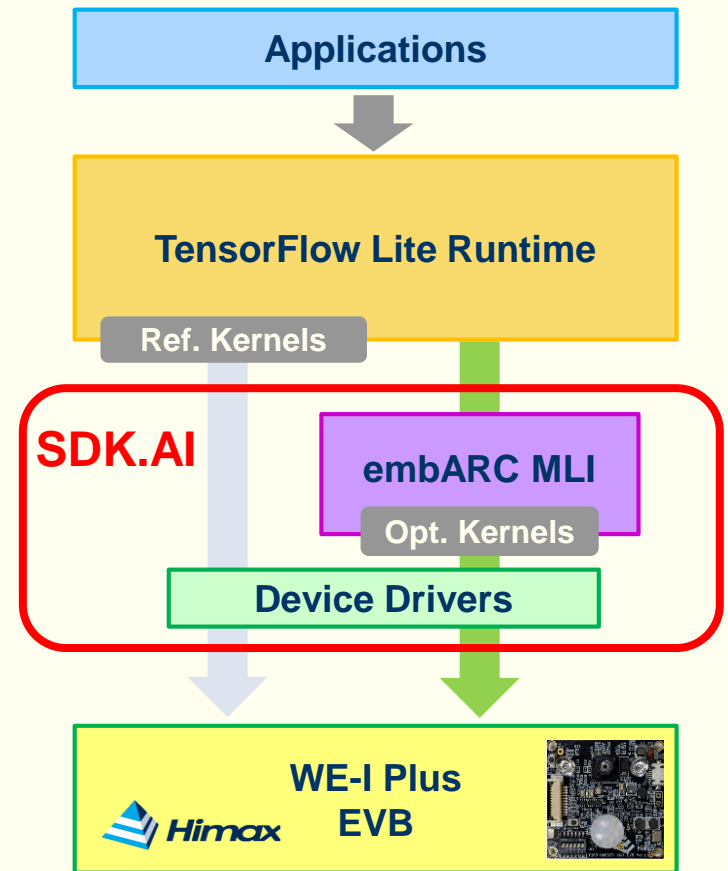 Applications
TensorFlow Lite Runtime
Ref. Kernels
SDK.AI
embARC MLI
Opt. Kernels
Device Drivers
WE-I Plus
EVB
Himax